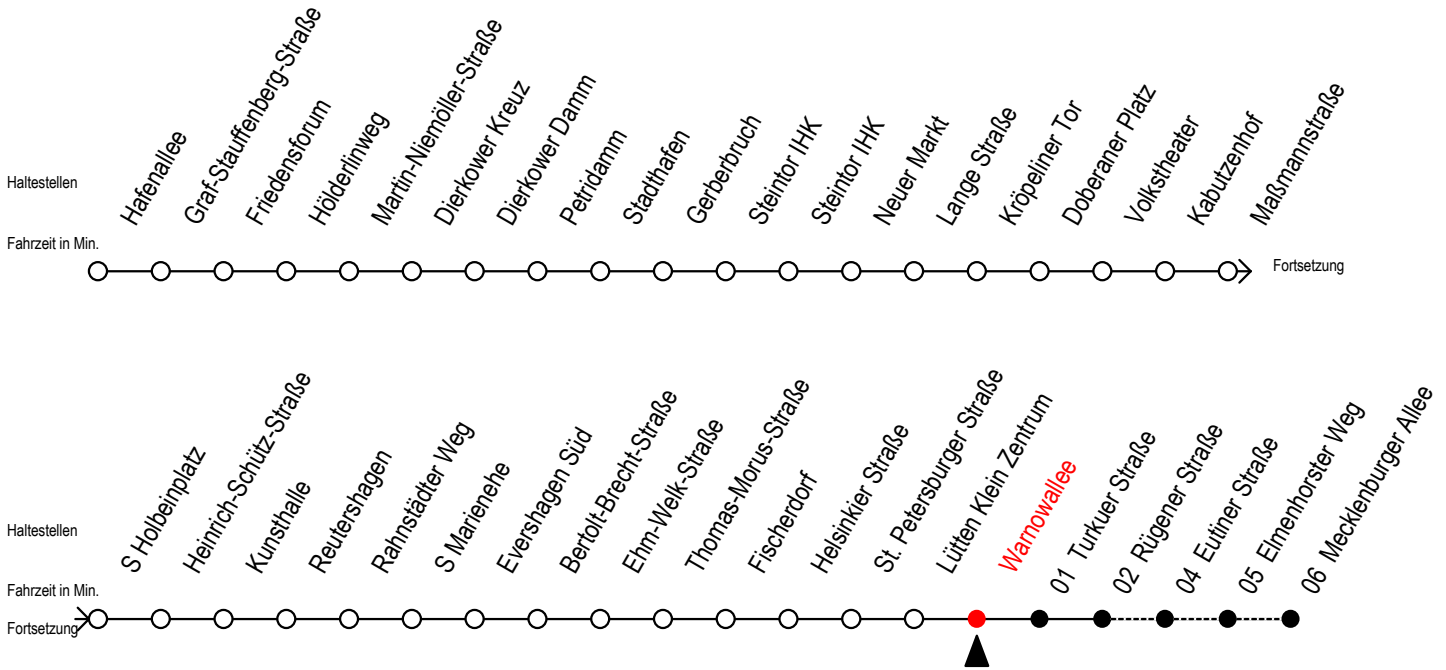 Haltestellen
Hafenallee
Graf-Stauffenberg-Straße
Friedensforum
Hölderlinweg
Martin-Niemöller-Straße
Dierkower Kreuz
Dierkower Damm
Petridamm
Stadthafen
Gerberbruch
Steintor IHK
Steintor IHK
Neuer Markt
Lange Straße
Kröpeliner Tor
Doberaner Platz
Volkstheater
Kabutzenhof
Maßmannstraße
Fahrzeit in Min.
Fortsetzung
Haltestellen
S Holbeinplatz
Heinrich-Schütz-Straße
Kunsthalle
Reutershagen
Rahnstädter Weg
S Marienehe
Evershagen Süd
Bertolt-Brecht-Straße
Ehm-Welk-Straße
Thomas-Morus-Straße
Fischerdorf
Helsinkier Straße
St. Petersburger Straße
Lütten Klein Zentrum
Warnowallee
01 Turkuer Straße
02 Rügener Straße
04 Eutiner Straße
05 Elmenhorster Weg
06 Mecklenburger Allee
Fahrzeit in Min.
Fortsetzung